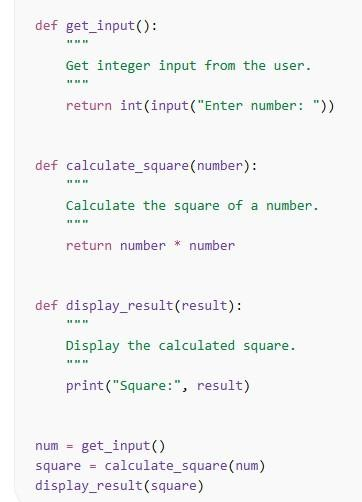 def get_input():
    """
    Get integer input from the user.
    """
    return int(input("Enter number: "))
def calculate_square(number):
    """
    Calculate the square of a number.
    """
    return number * number
def display_result(result):
    """
    Display the calculated square.
    """
    print("Square:", result)
num = get_input()
square = calculate_square(num)
display_result(square)